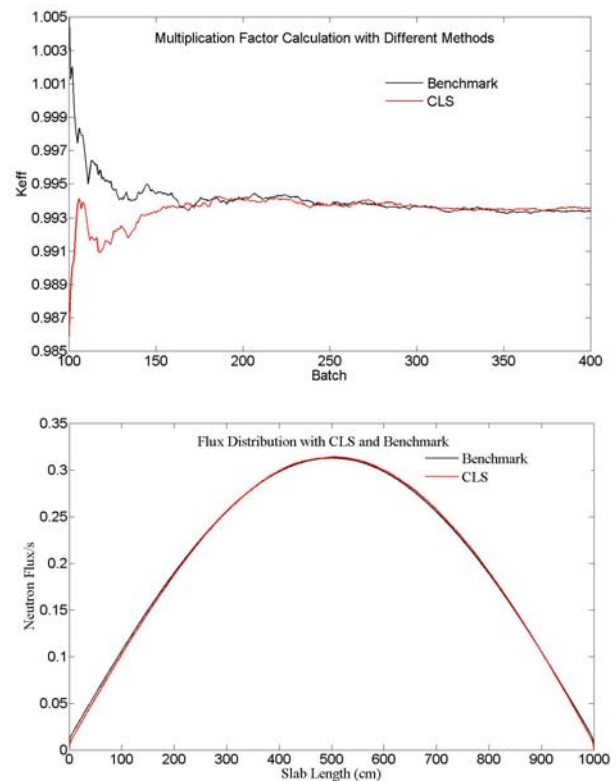 1.005
Multiplication Factor Calculation with Different Methods
1.003
Benchmark
1.001
CLS
0.999
0.997
Keff
0.995
0.993
0.991
0.989
0.987
0.985
100 150 200 250 300 350 400
Batch
0.35
Flux Distribution with CLS and Benchmark
Benchmark
0.3
CLS
0.25
Neutron Flux/s
0.2
0.15
0.1
0.05
0
0 100 200 300 400 500 600 700 800 900 1000
Slab Length (cm)